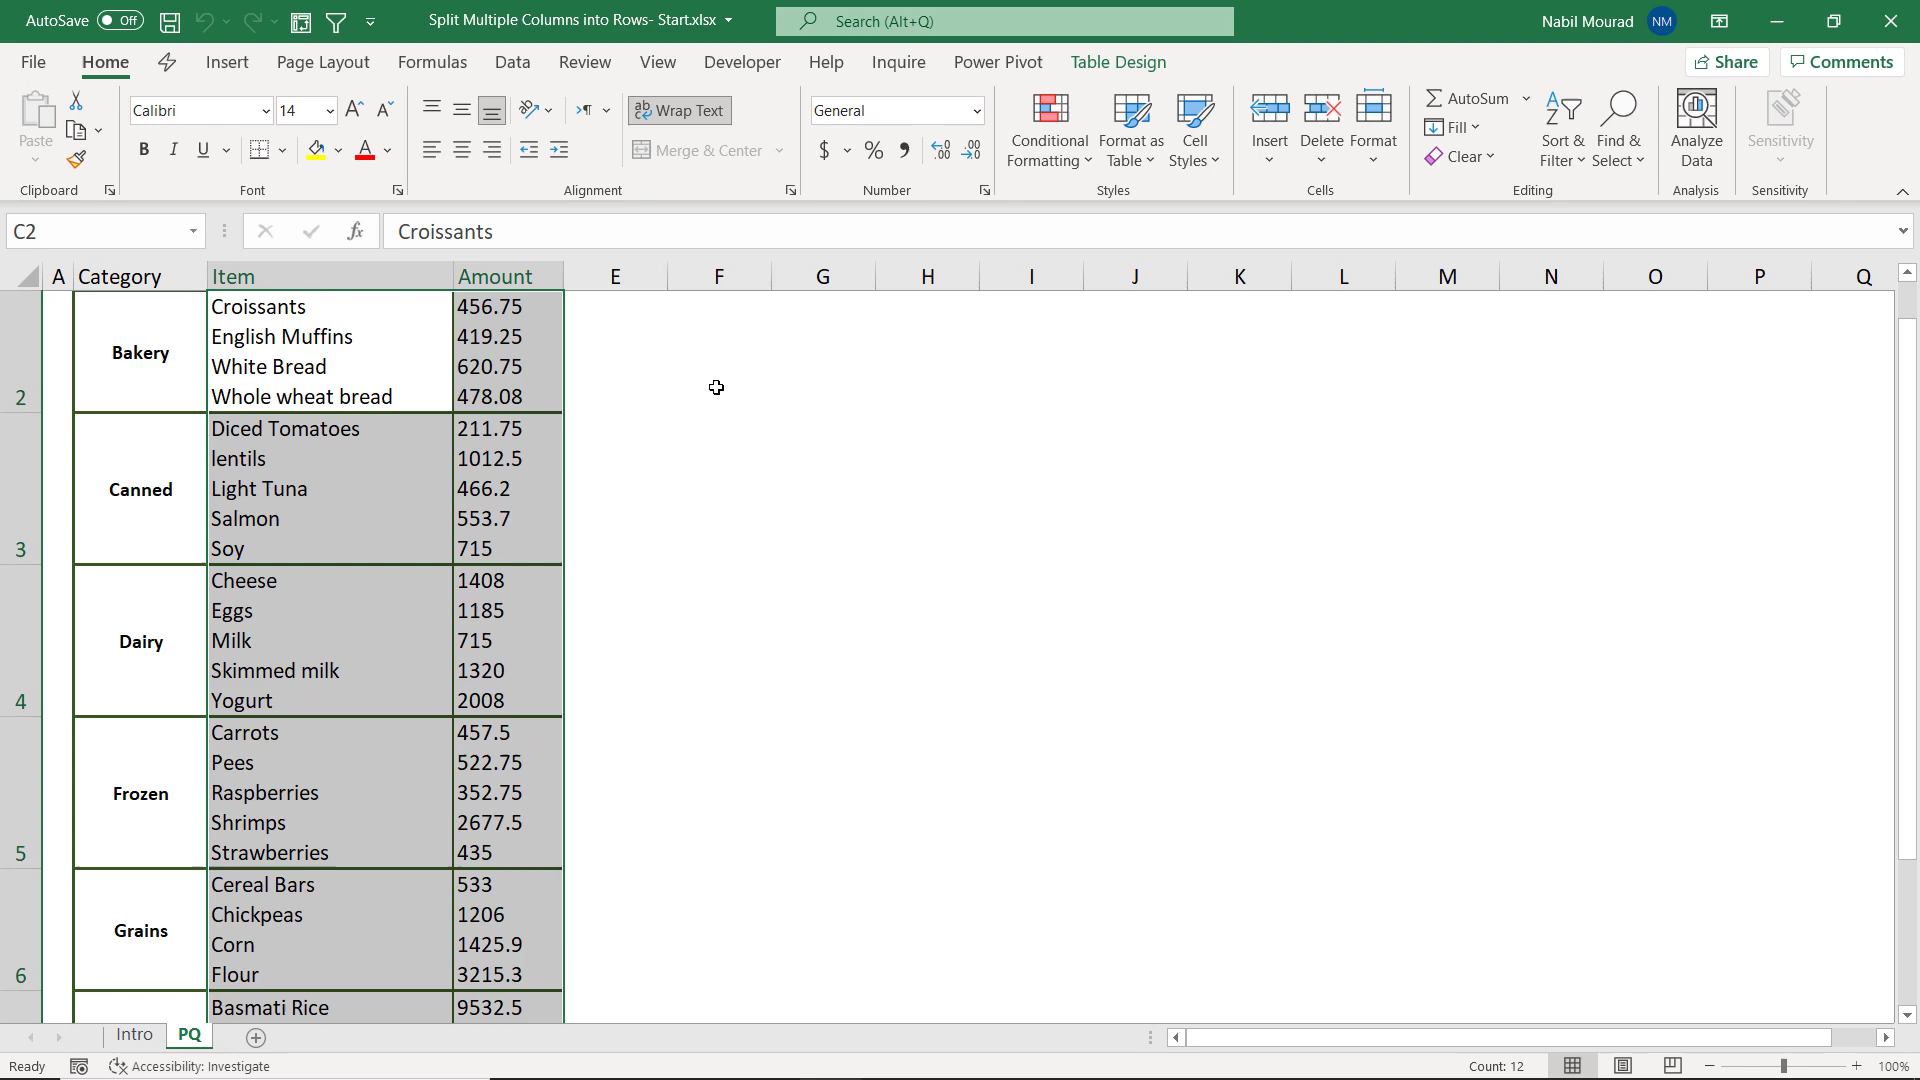 AutoSave Off Split Multiple Columns into Rows- Start.xlsx Search (Alt+Q) Nabil Mourad NM
File Home Insert Page Layout Formulas Data Review View Developer Help Inquire Power Pivot Table Design Share Comments
Paste Calibri 14 A A ab Wrap Text General Conditional Formatting Format as Table Cell Styles Insert Delete Format AutoSum Fill Clear Sort & Filter Find & Select Analyze Data Sensitivity
B I U A Merge & Center $ % 9 .00 .00
Clipboard Font Alignment Number Styles Cells Editing Analysis Sensitivity
C2 fx Croissants
A Category Item Amount E F G H I J K L M N O P Q
2 Bakery
Croissants 456.75
English Muffins 419.25
White Bread 620.75
Whole wheat bread 478.08
3 Canned
Diced Tomatoes 211.75
lentils 1012.5
Light Tuna 466.2
Salmon 553.7
Soy 715
4 Dairy
Cheese 1408
Eggs 1185
Milk 715
Skimmed milk 1320
Yogurt 2008
5 Frozen
Carrots 457.5
Pees 522.75
Raspberries 352.75
Shrimps 2677.5
Strawberries 435
6 Grains
Cereal Bars 533
Chickpeas 1206
Corn 1425.9
Flour 3215.3
Basmati Rice 9532.5
Intro PQ
Ready Accessibility: Investigate Count: 12 100%